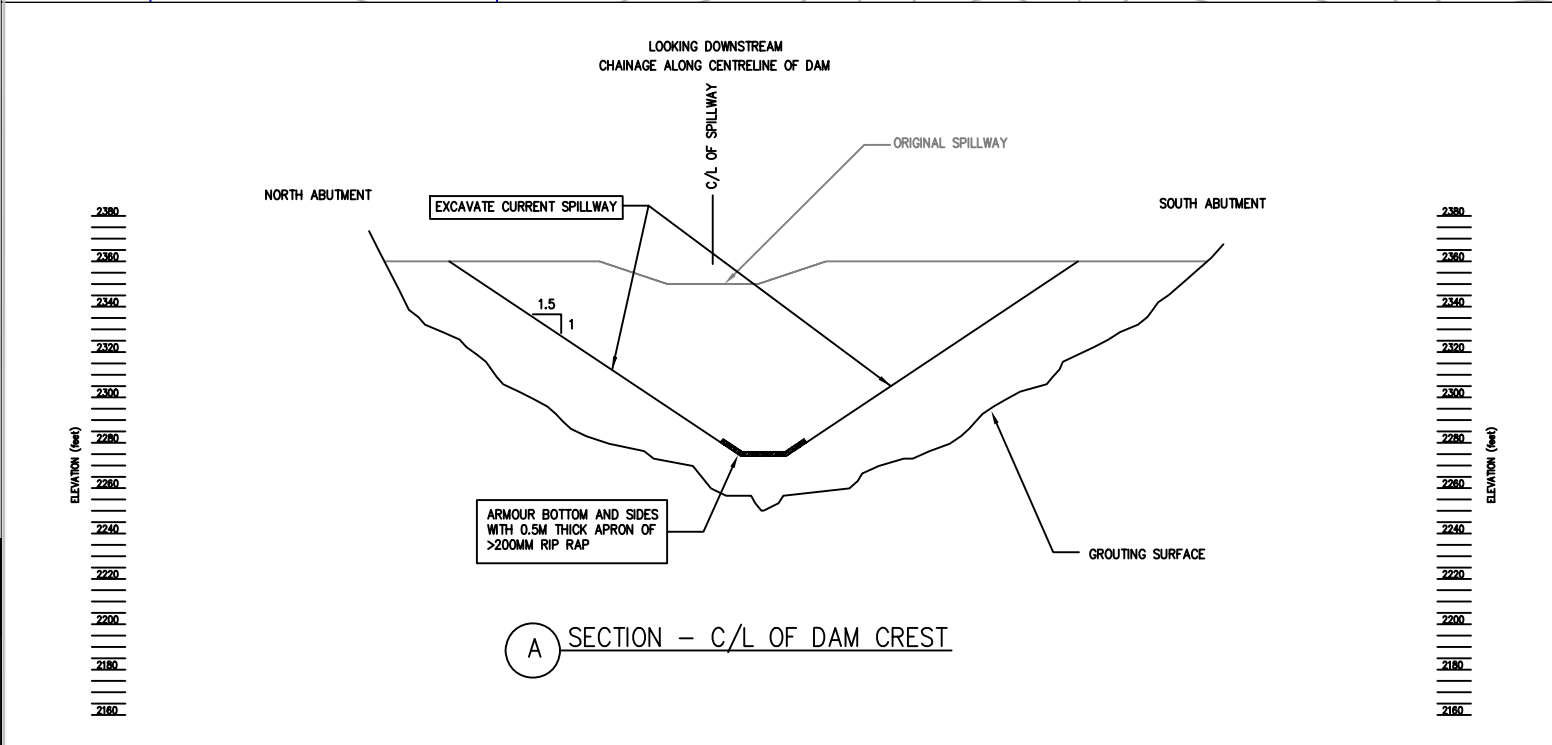 LOOKING DOWNSTREAM
CHAINAGE ALONG CENTRELINE OF DAM
C/L OF SPILLWAY
ORIGINAL SPILLWAY
NORTH ABUTMENT
EXCAVATE CURRENT SPILLWAY
SOUTH ABUTMENT
2380
2360
2340
2320
2300
2280
2260
2240
2220
2200
2180
2160
ELEVATION (feet)
1.5
1
ARMOUR BOTTOM AND SIDES
WITH 0.5M THICK APRON OF
>200MM RIP RAP
GROUTING SURFACE
2380
2360
2340
2320
2300
2280
2260
2240
2220
2200
2180
2160
ELEVATION (feet)
A
SECTION - C/L OF DAM CREST